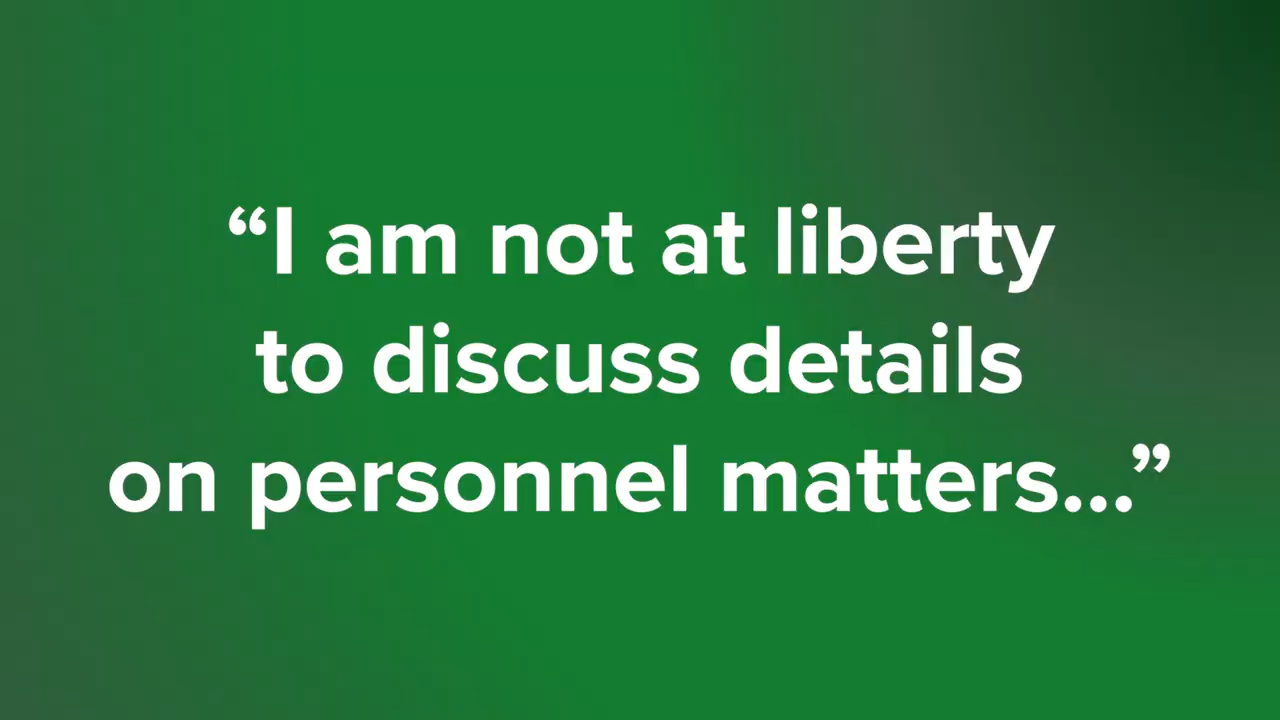 “I am not at liberty
to discuss details
on personnel matters...”